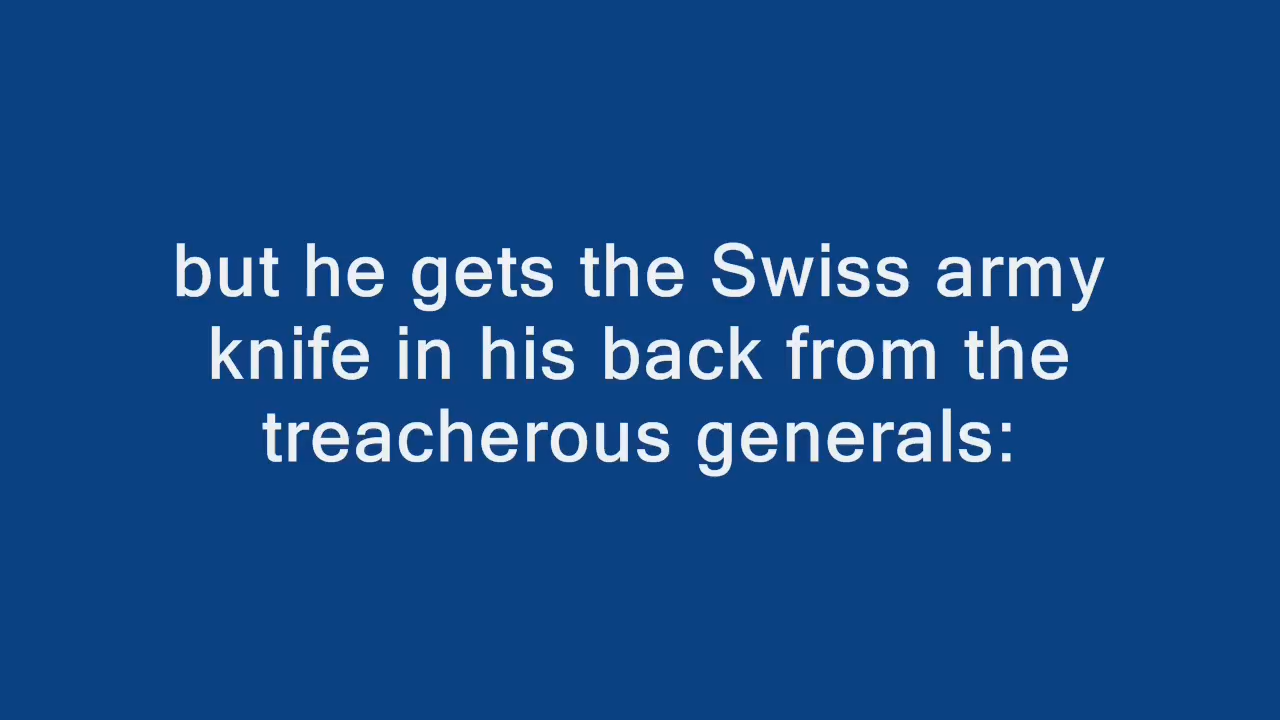 but he gets the Swiss army
knife in his back from the
treacherous generals: